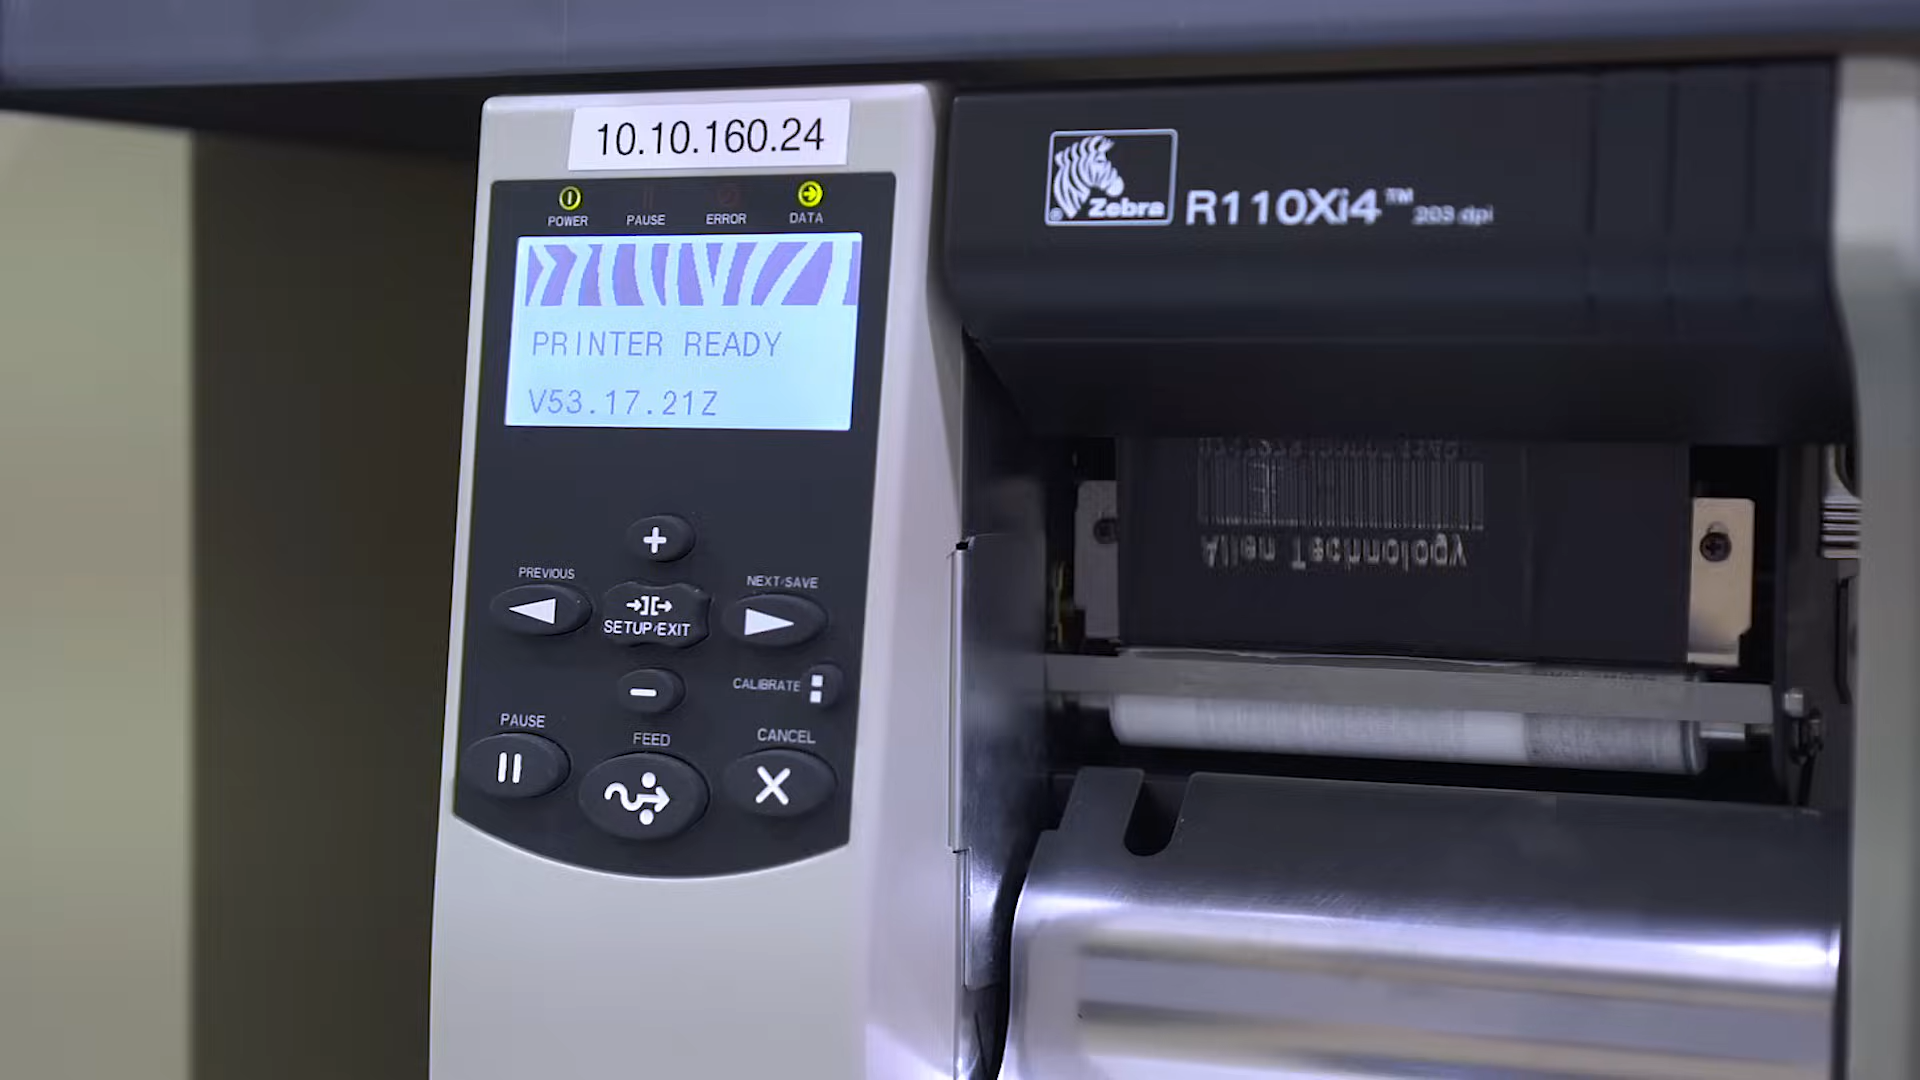 10.10.160.24
POWER PAUSE ERROR DATA
PRINTER READY
V53.17.21Z
PREVIOUS
NEXT/SAVE
SETUP/EXIT
CALIBRATE
PAUSE
FEED
CANCEL
Zebra ® R110Xi4™ 203 dpi
Alien Technology